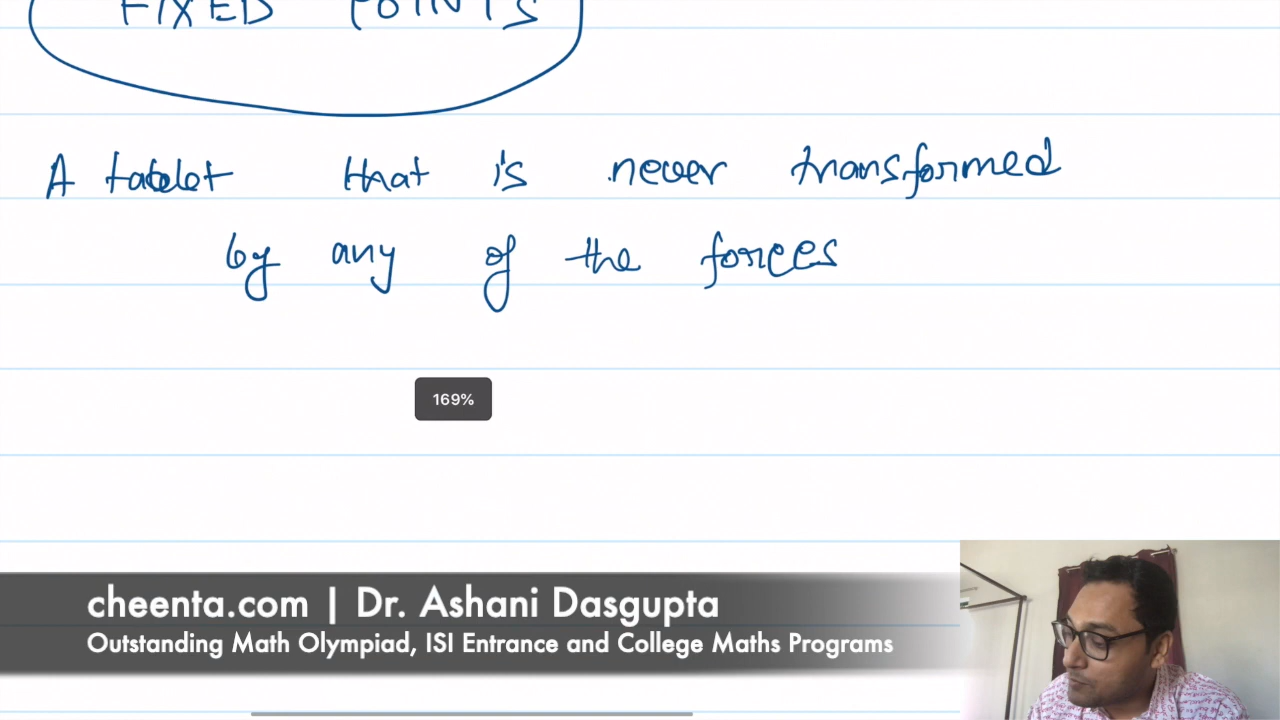 FIXED POINTS
A tablet that is never transformed
by any of the forces
169%
cheenta.com | Dr. Ashani Dasgupta
Outstanding Math Olympiad, ISI Entrance and College Maths Programs